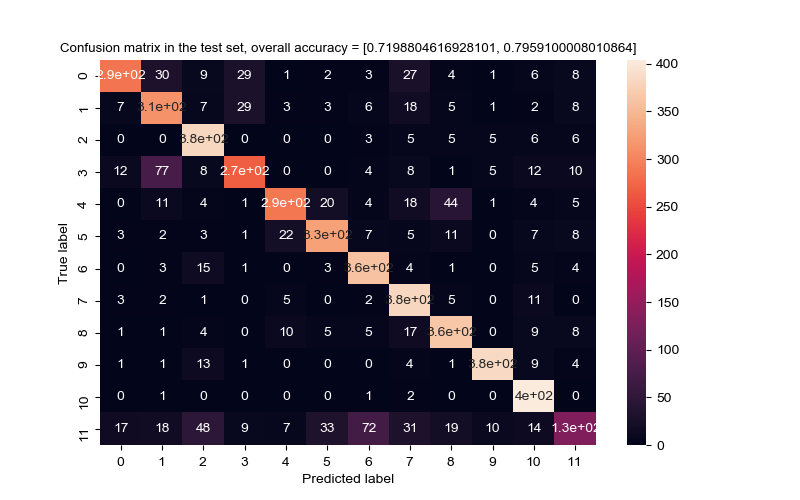 Confusion matrix in the test set, overall accuracy = [0.7198804616928101, 0.7959100008010864]
0 2.9e+02 30 9 29 1 2 3 27 4 1 6 8
1 7 3.1e+02 7 29 3 3 6 18 5 1 2 8
2 0 0 3.8e+02 0 0 0 3 5 5 5 6 6
3 12 77 8 2.7e+02 0 0 4 8 1 5 12 10
4 0 11 4 1 2.9e+02 20 4 18 44 1 4 5
5 3 2 3 1 22 3.3e+02 7 5 11 0 7 8
6 0 3 15 1 0 3 3.6e+02 4 1 0 5 4
7 3 2 1 0 5 0 2 3.8e+02 5 0 11 0
8 1 1 4 0 10 5 5 17 3.6e+02 0 9 8
9 1 1 13 1 0 0 0 4 1 3.8e+02 9 4
10 0 1 0 0 0 0 1 2 0 0 4e+02 0
11 17 18 48 9 7 33 72 31 19 10 14 1.3e+02
0 1 2 3 4 5 6 7 8 9 10 11
Predicted label
True label
400
350
300
250
200
150
100
50
0